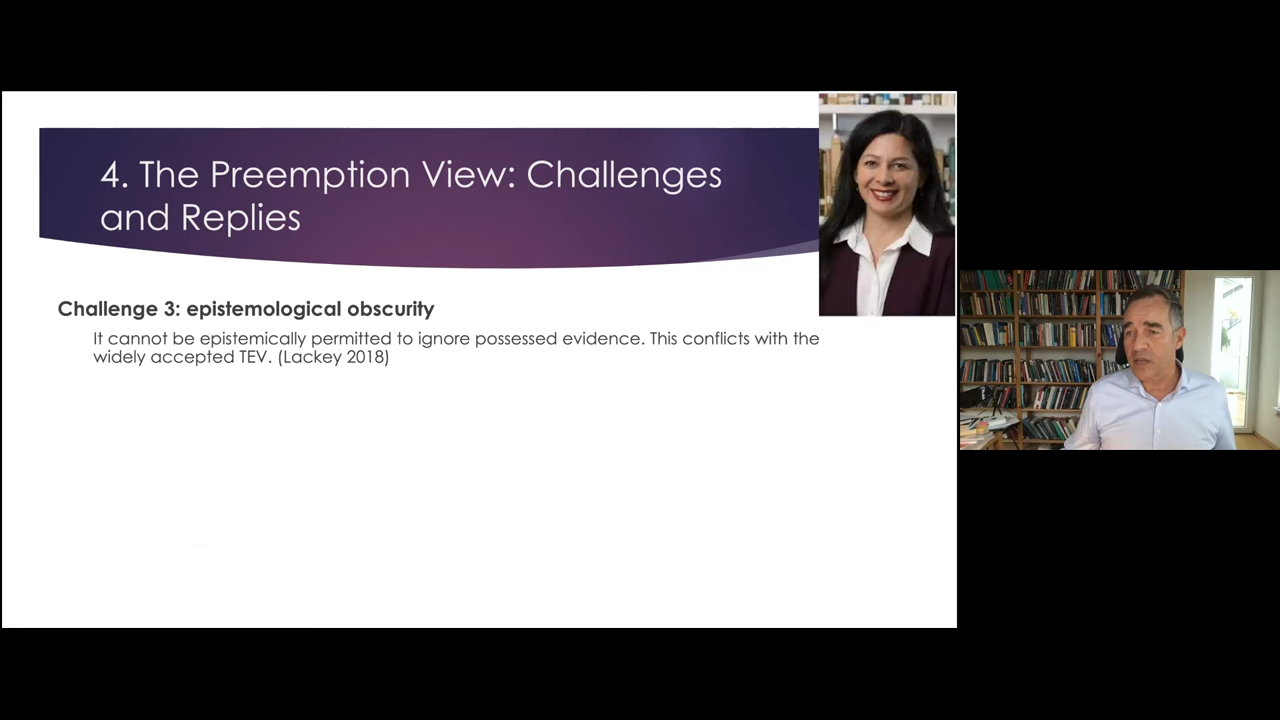 4. The Preemption View: Challenges
and Replies
Challenge 3: epistemological obscurity
It cannot be epistemically permitted to ignore possessed evidence. This conflicts with the
widely accepted TEV. (Lackey 2018)